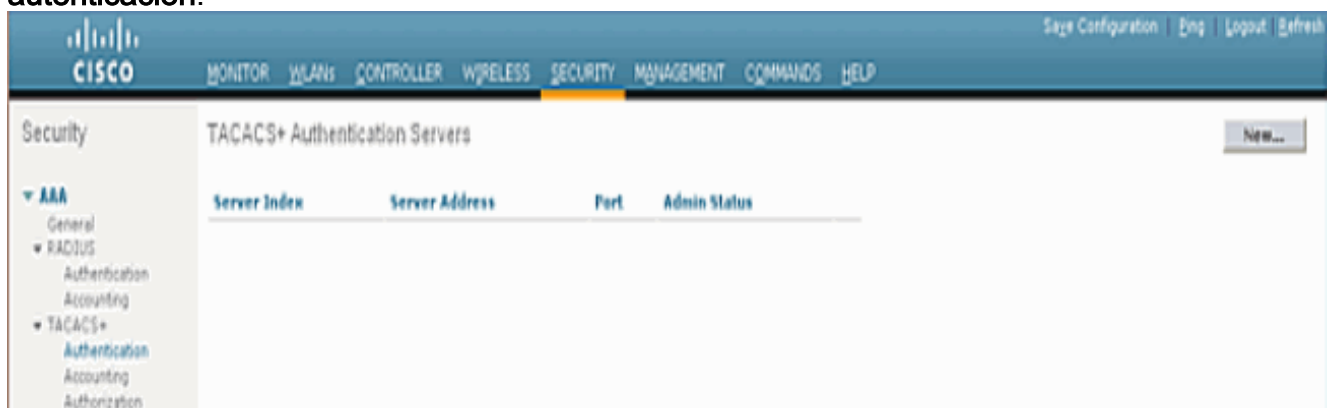 autenticación.
Save Configuration | Ping | Logout | Refresh
CISCO
MONITOR WLANs CONTROLLER WIRELESS SECURITY MANAGEMENT COMMANDS HELP
Security
TACACS+ Authentication Servers
New...
AAA
Server Index Server Address Port Admin Status
General
RADIUS
Authentication
Accounting
TACACS+
Authentication
Accounting
Authorization